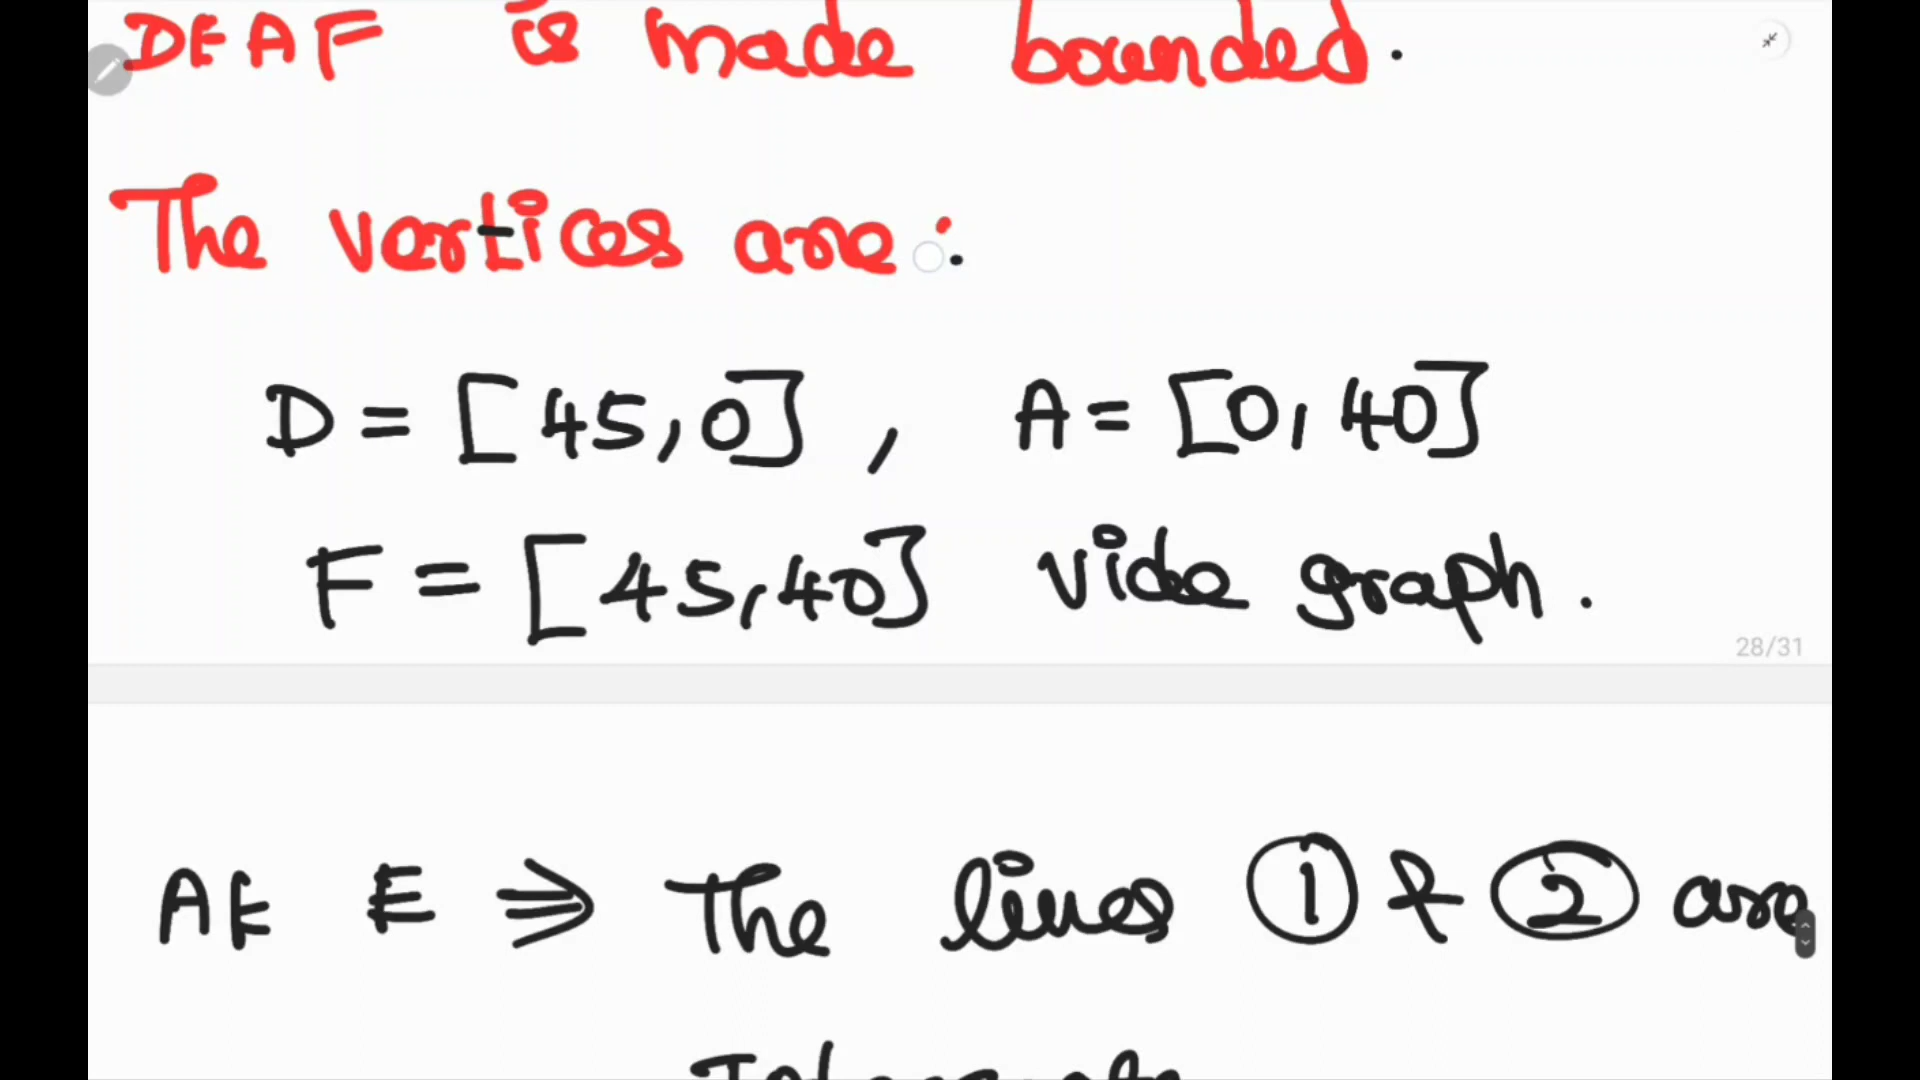 DEAF is made bounded.
The vertices are:
D = [45,0], A = [0,40]
F = [45,40] vide graph.
28/31
At E ⇒ The lines ① & ② are